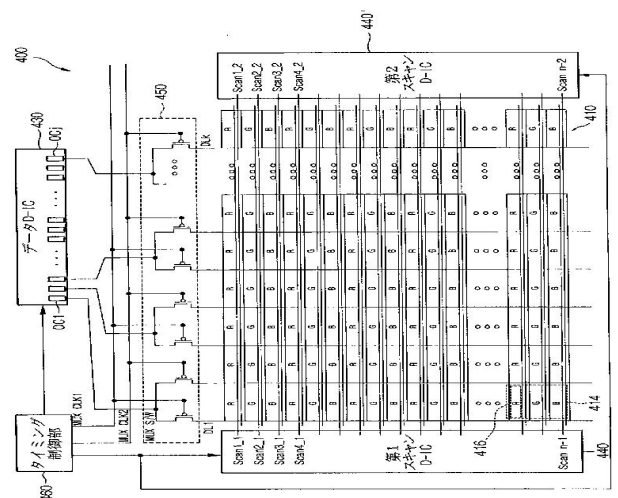 400
430
データD-IC
OC1
OCj
460
タイミング
制御部
MUX CLK1
MUX CLK2
MUX S/W
450
DL1
DLk
440
第1
スキャン
D-IC
Scan1_1
Scan2_1
Scan3_1
Scan4_1
Scan n-1
440'
第2
スキャン
D-IC
Scan1_2
Scan2_2
Scan3_2
Scan4_2
Scan n-2
R R R R R R R
G G G G G G G
B B B B B B B
R R R R R R R
G G G G G G G
B B B B B B B
R R R R R R R
G G G G G G G
B B B B B B B
R R R R R R R
G G G G G G G
B B B B B B B
410
414
416